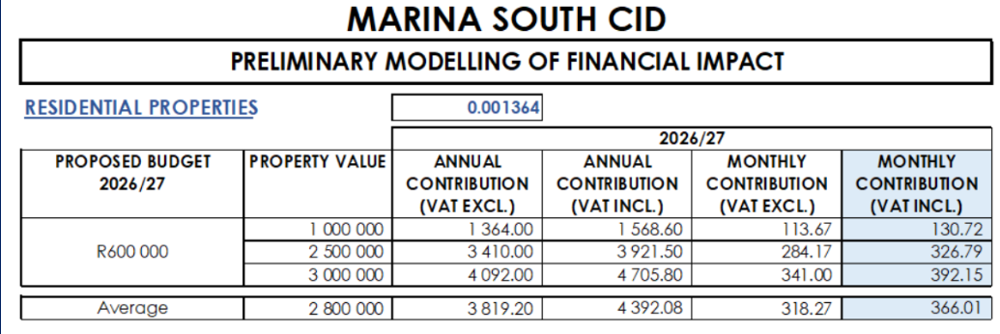 MARINA SOUTH CID
PRELIMINARY MODELLING OF FINANCIAL IMPACT
RESIDENTIAL PROPERTIES 0.001364
2026/27
PROPOSED BUDGET 2026/27 PROPERTY VALUE ANNUAL CONTRIBUTION (VAT EXCL.) ANNUAL CONTRIBUTION (VAT INCL.) MONTHLY CONTRIBUTION (VAT EXCL.) MONTHLY CONTRIBUTION (VAT INCL.)
1 000 000 1 364.00 1 568.60 113.67 130.72
R600 000 2 500 000 3 410.00 3 921.50 284.17 326.79
3 000 000 4 092.00 4 705.80 341.00 392.15
Average 2 800 000 3 819.20 4 392.08 318.27 366.01